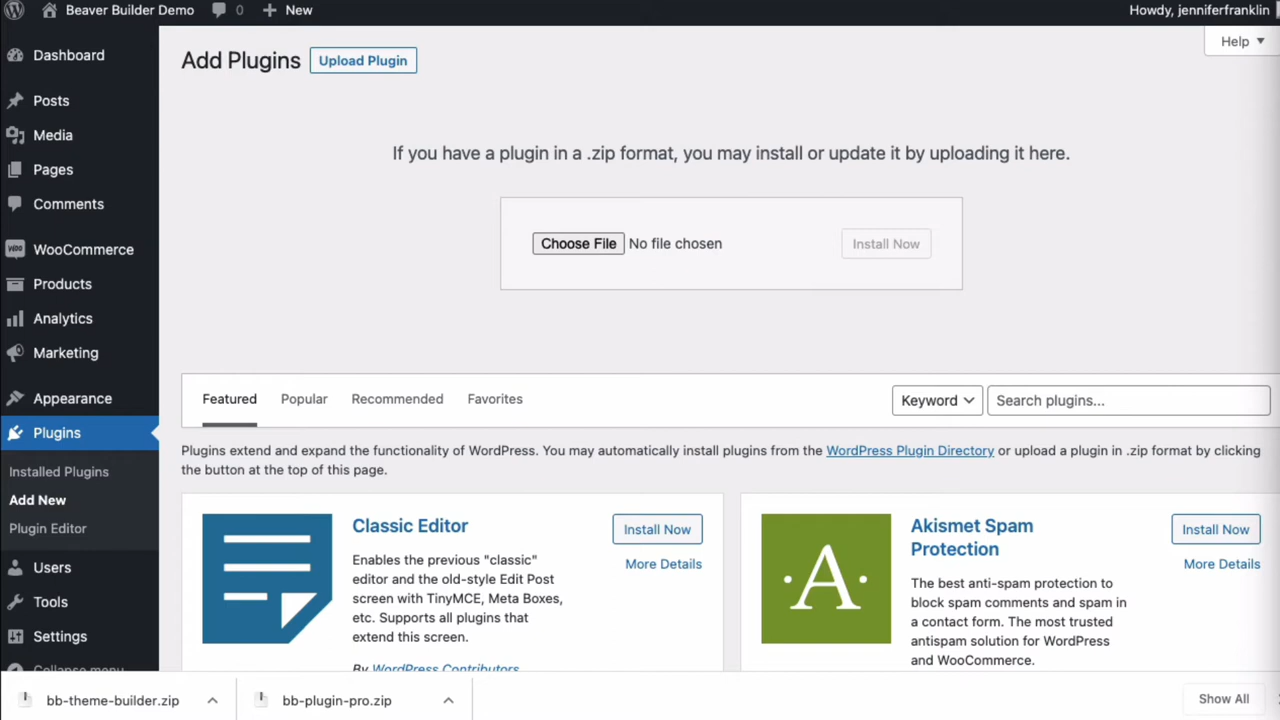 Beaver Builder Demo 0 New Howdy, jenniferfranklin
Dashboard
Posts
Media
Pages
Comments
WooCommerce
Products
Analytics
Marketing
Appearance
Plugins
Installed Plugins
Add New
Plugin Editor
Users
Tools
Settings
Collapse menu
Help
Add Plugins Upload Plugin
If you have a plugin in a .zip format, you may install or update it by uploading it here.
Choose File No file chosen Install Now
Featured Popular Recommended Favorites Keyword Search plugins...
Plugins extend and expand the functionality of WordPress. You may automatically install plugins from the WordPress Plugin Directory or upload a plugin in .zip format by clicking
the button at the top of this page.
Classic Editor
Install Now
More Details
Enables the previous "classic"
editor and the old-style Edit Post
screen with TinyMCE, Meta Boxes,
etc. Supports all plugins that
extend this screen.
By WordPress Contributors
A
Akismet Spam
Protection
Install Now
More Details
The best anti-spam protection to
block spam comments and spam in
a contact form. The most trusted
antispam solution for WordPress
and WooCommerce.
bb-theme-builder.zip bb-plugin-pro.zip Show All